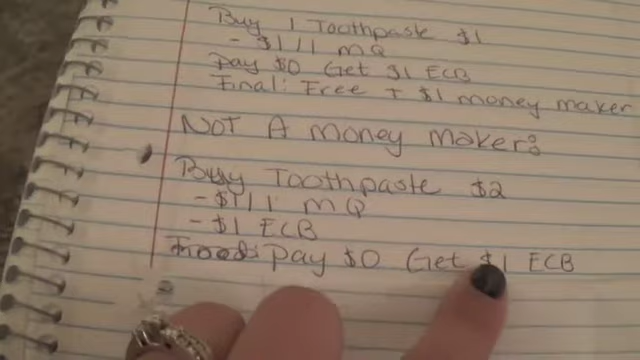 Buy 1 Toothpaste $1
- $1/1 MQ
Pay $0 Get $1 ECB
Final: Free + $1 money maker
NOT A money maker:
Buy Toothpaste $2
- $1/1 MQ
- $1 ECB
Pay $0 Get $1 ECB